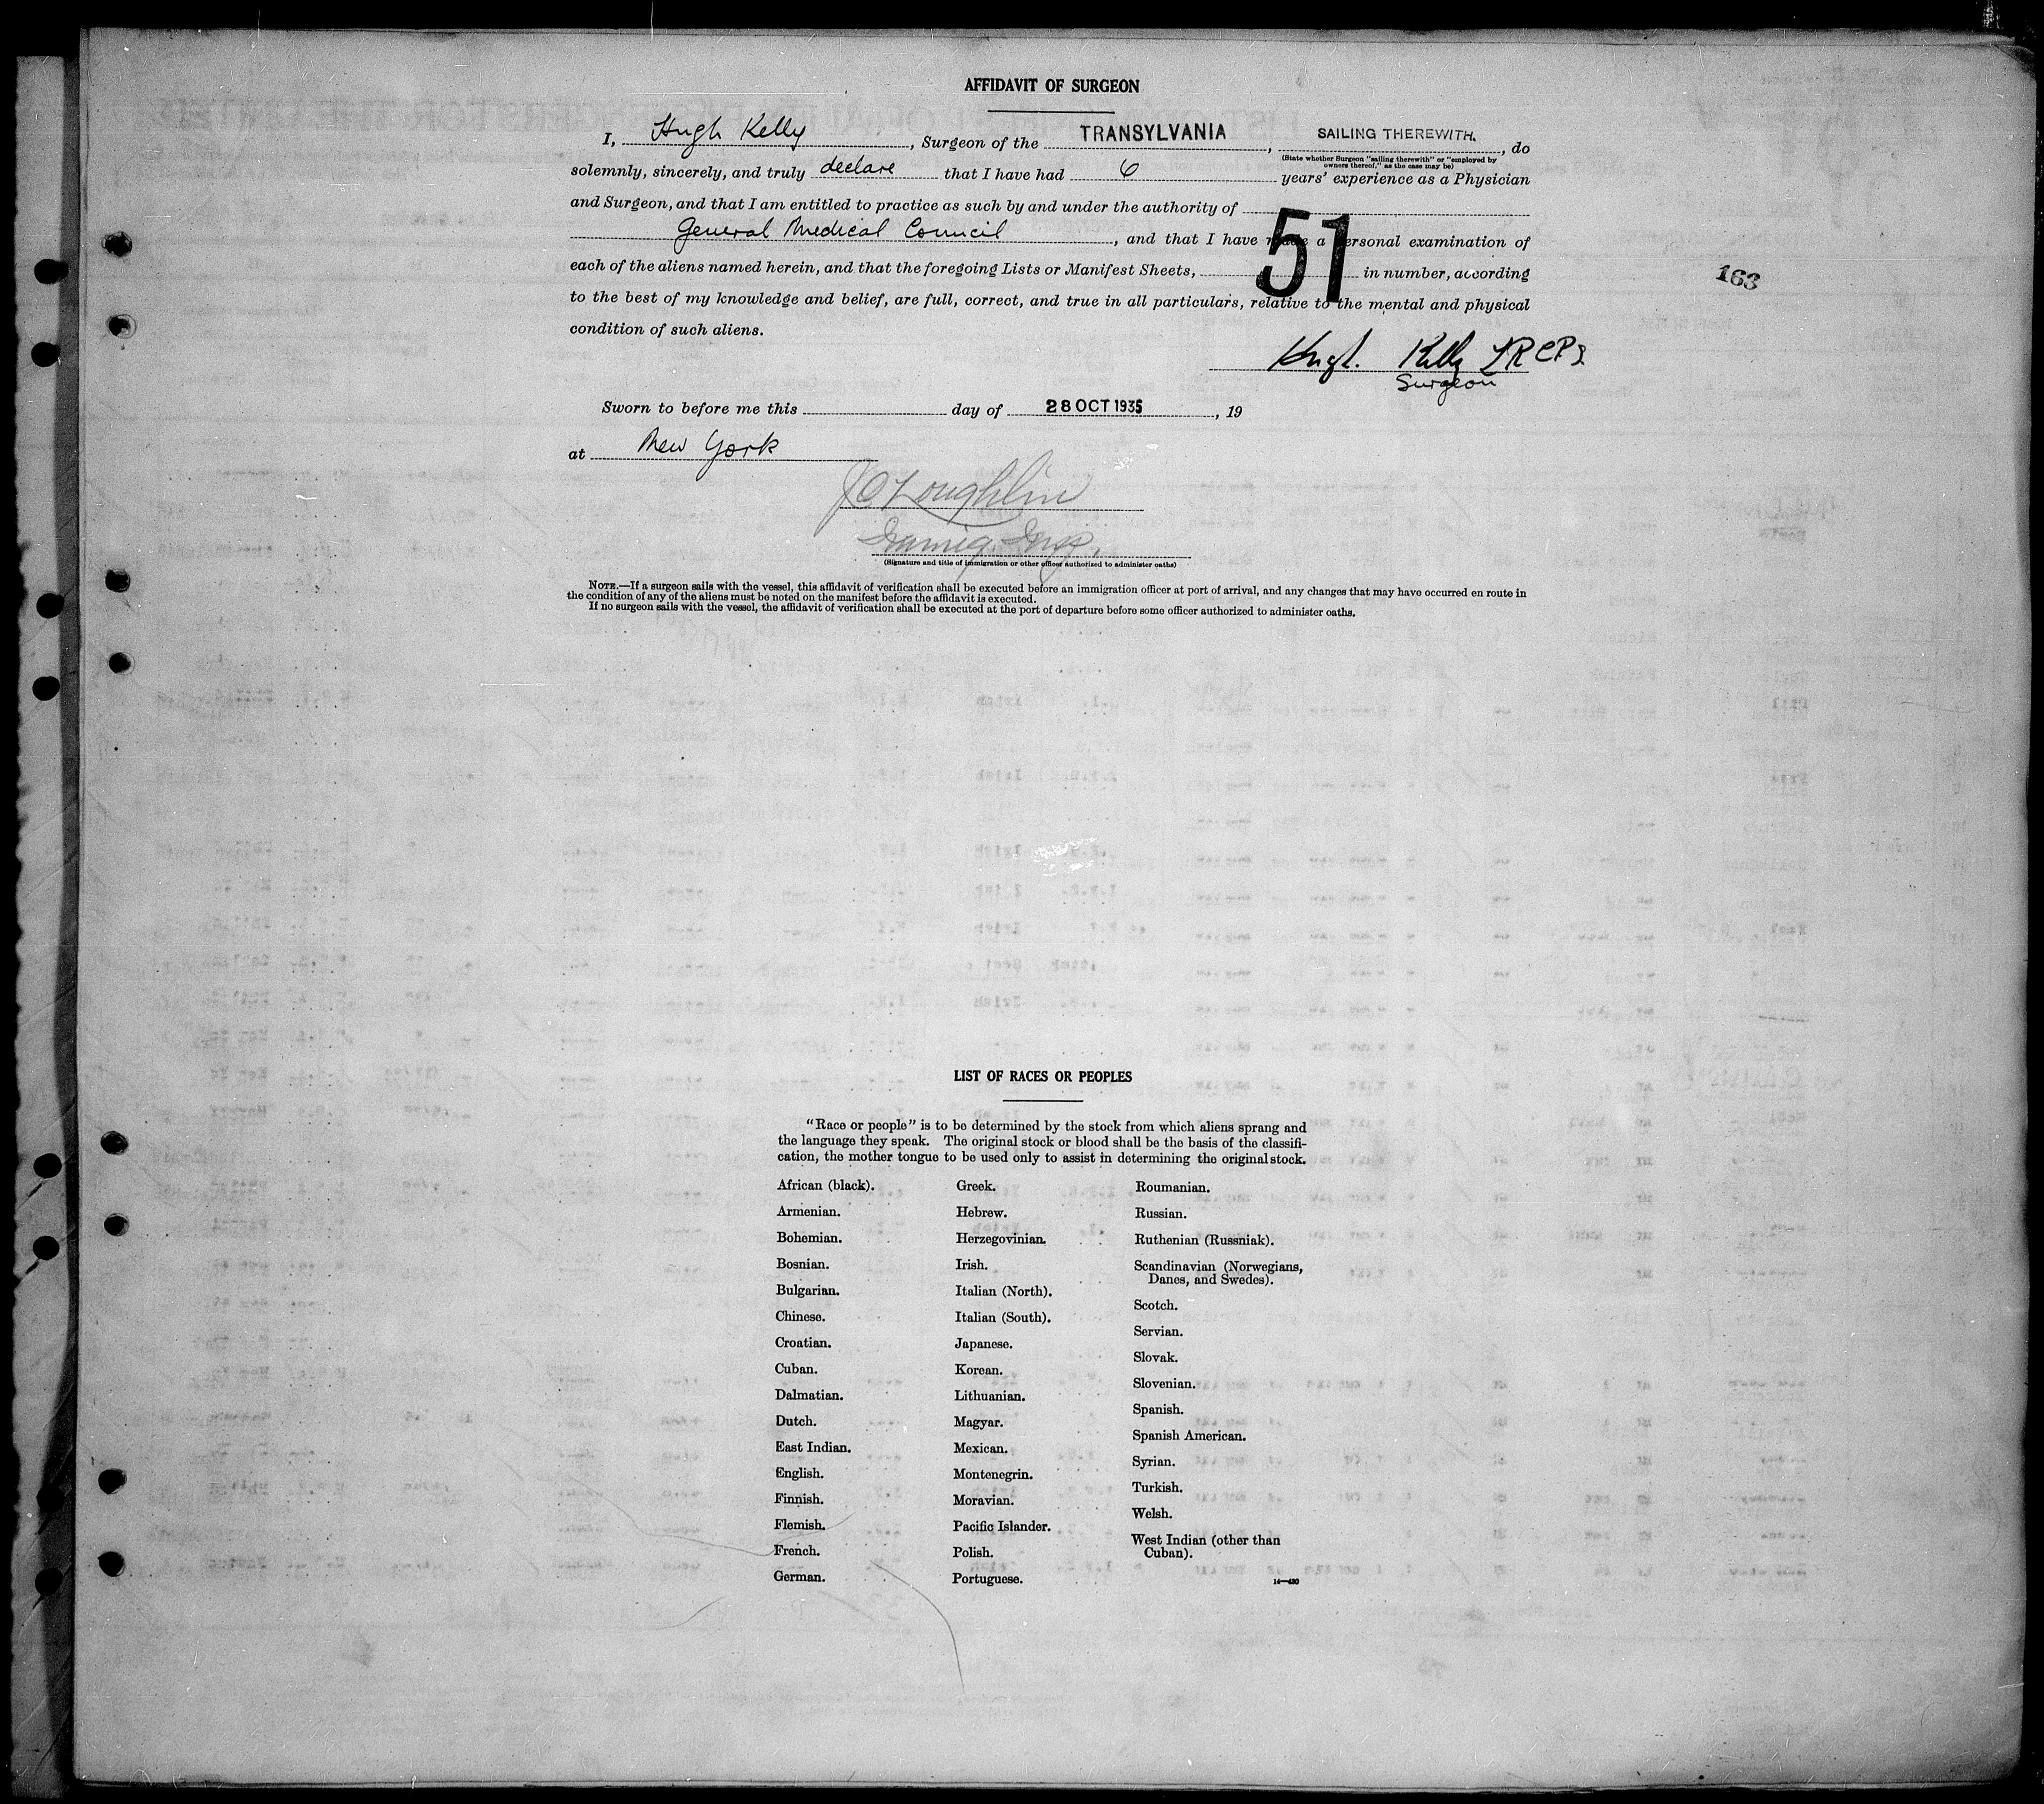 AFFIDAVIT OF SURGEON
I, Hugh Kelly, Surgeon of the TRANSYLVANIA, SAILING THEREWITH., do
(State whether Surgeon "sailing therewith" or "employed by
owners thereof," as the case may be)
solemnly, sincerely, and truly declare that I have had 6 years' experience as a Physician
and Surgeon, and that I am entitled to practice as such by and under the authority of
General Medical Council, and that I have made a personal examination of
each of the aliens named herein, and that the foregoing Lists or Manifest Sheets, 51 in number, according
163
to the best of my knowledge and belief, are full, correct, and true in all particulars, relative to the mental and physical
condition of such aliens.
Hugh Kelly LRCPS
Surgeon
Sworn to before me this day of 28 OCT 1935, 19
at New York
J O'Loughlin
Immig. Insp.
(Signature and title of immigration or other officer authorized to administer oaths)
NOTE.—If a surgeon sails with the vessel, this affidavit of verification shall be executed before an immigration officer at port of arrival, and any changes that may have occurred en route in
the condition of any of the aliens must be noted on the manifest before the affidavit is executed.
If no surgeon sails with the vessel, the affidavit of verification shall be executed at the port of departure before some officer authorized to administer oaths.
LIST OF RACES OR PEOPLES
"Race or people" is to be determined by the stock from which aliens sprang and
the language they speak. The original stock or blood shall be the basis of the classifi-
cation, the mother tongue to be used only to assist in determining the original stock.
African (black).
Armenian.
Bohemian.
Bosnian.
Bulgarian.
Chinese.
Croatian.
Cuban.
Dalmatian.
Dutch.
East Indian.
English.
Finnish.
Flemish.
French.
German.
Greek.
Hebrew.
Herzegovinian.
Irish.
Italian (North).
Italian (South).
Japanese.
Korean.
Lithuanian.
Magyar.
Mexican.
Montenegrin.
Moravian.
Pacific Islander.
Polish.
Portuguese.
Roumanian.
Russian.
Ruthenian (Russniak).
Scandinavian (Norwegians,
Danes, and Swedes).
Scotch.
Servian.
Slovak.
Slovenian.
Spanish.
Spanish American.
Syrian.
Turkish.
Welsh.
West Indian (other than
Cuban).
14—430